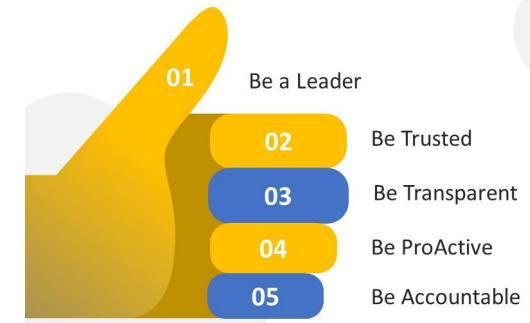 01 Be a Leader
02 Be Trusted
03 Be Transparent
04 Be ProActive
05 Be Accountable